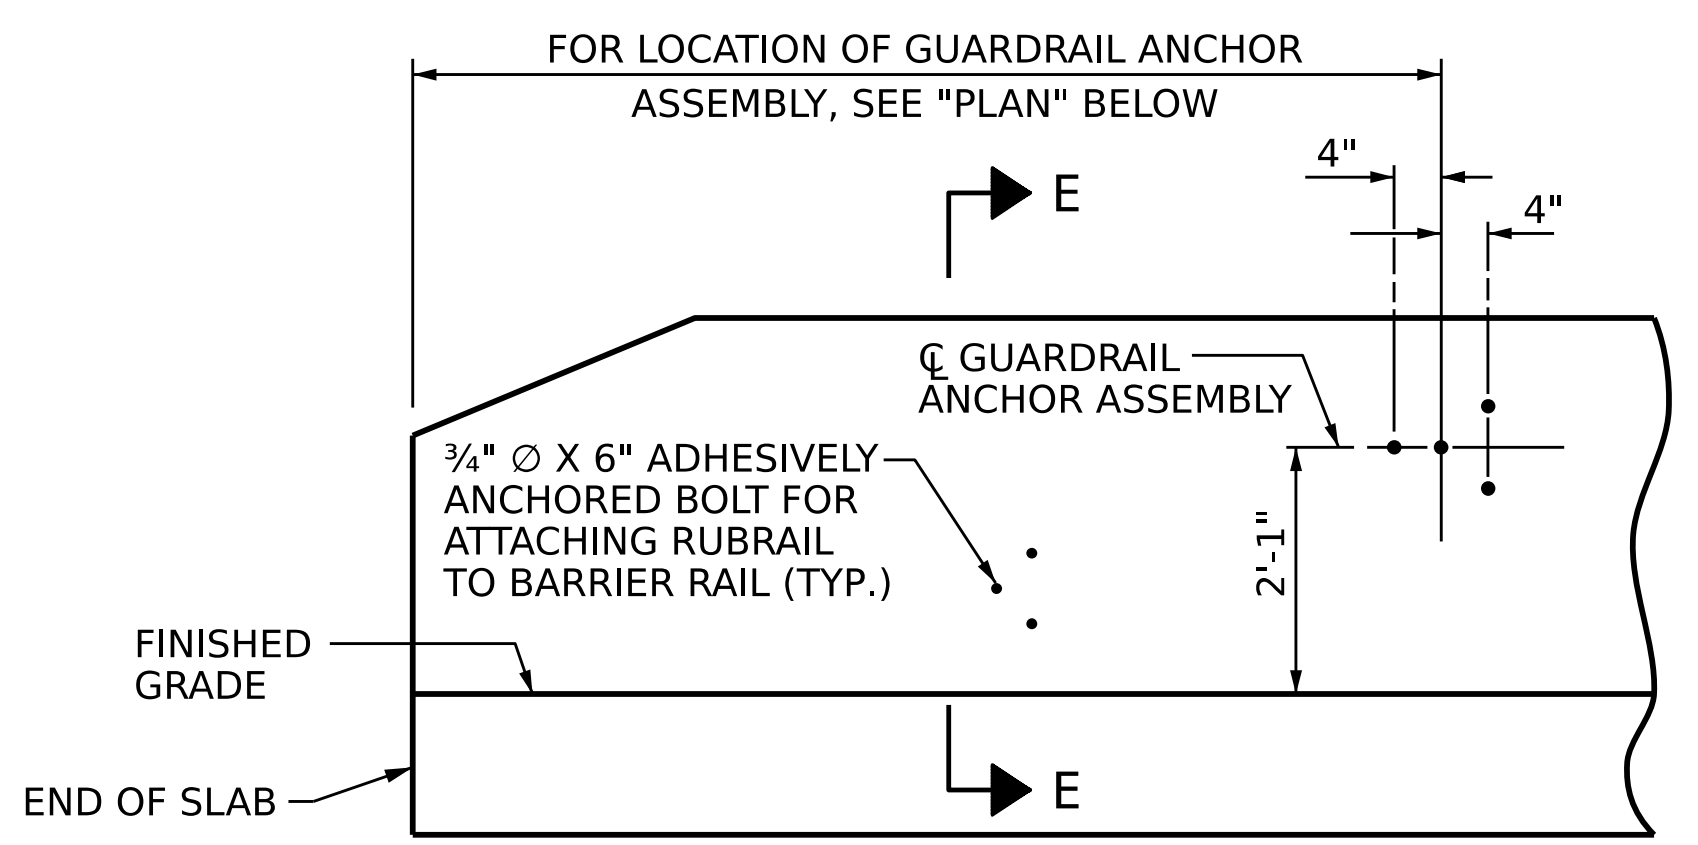 FOR LOCATION OF GUARDRAIL ANCHOR
ASSEMBLY, SEE "PLAN" BELOW
4"
E
4"
℄ GUARDRAIL
ANCHOR ASSEMBLY
¾" ∅ X 6" ADHESIVELY
ANCHORED BOLT FOR
ATTACHING RUBRAIL
TO BARRIER RAIL (TYP.)
2'-1"
FINISHED
GRADE
END OF SLAB
E